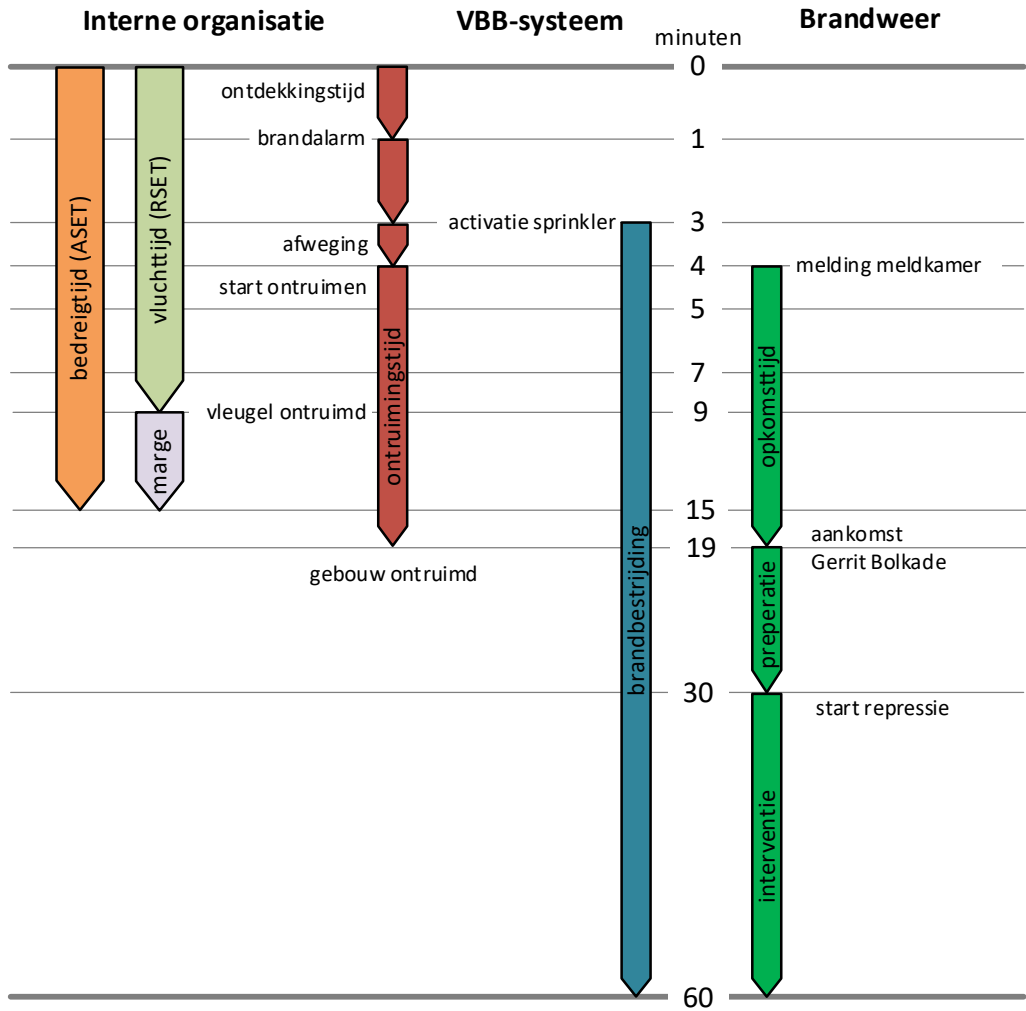 Interne organisatie
VBB-systeem
Brandweer
minuten
0
ontdekkingstijd
brandalarm
1
activatie sprinkler
3
afweging
4
melding meldkamer
start ontruimen
5
7
vleugel ontruimd
9
15
19
aankomst
Gerrit Bolkade
gebouw ontruimd
30
start repressie
60
bedreigtijd (ASET)
vluchttijd (RSET)
marge
ontruimingstijd
brandbestrijding
opkomsttijd
preperatie
interventie